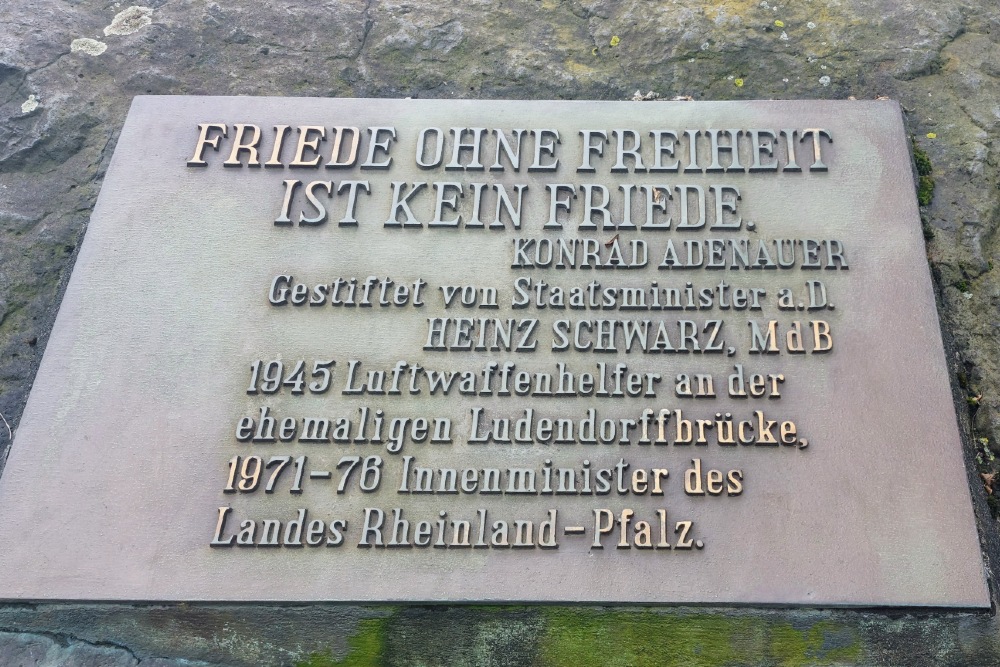 FRIEDE OHNE FREIHEIT
IST KEIN FRIEDE.
KONRAD ADENAUER
Gestiftet von Staatsminister a.D.
HEINZ SCHWARZ, MdB
1945 Luftwaffenhelfer an der
ehemaligen Ludendorffbrücke,
1971-76 Innenminister des
Landes Rheinland-Pfalz.